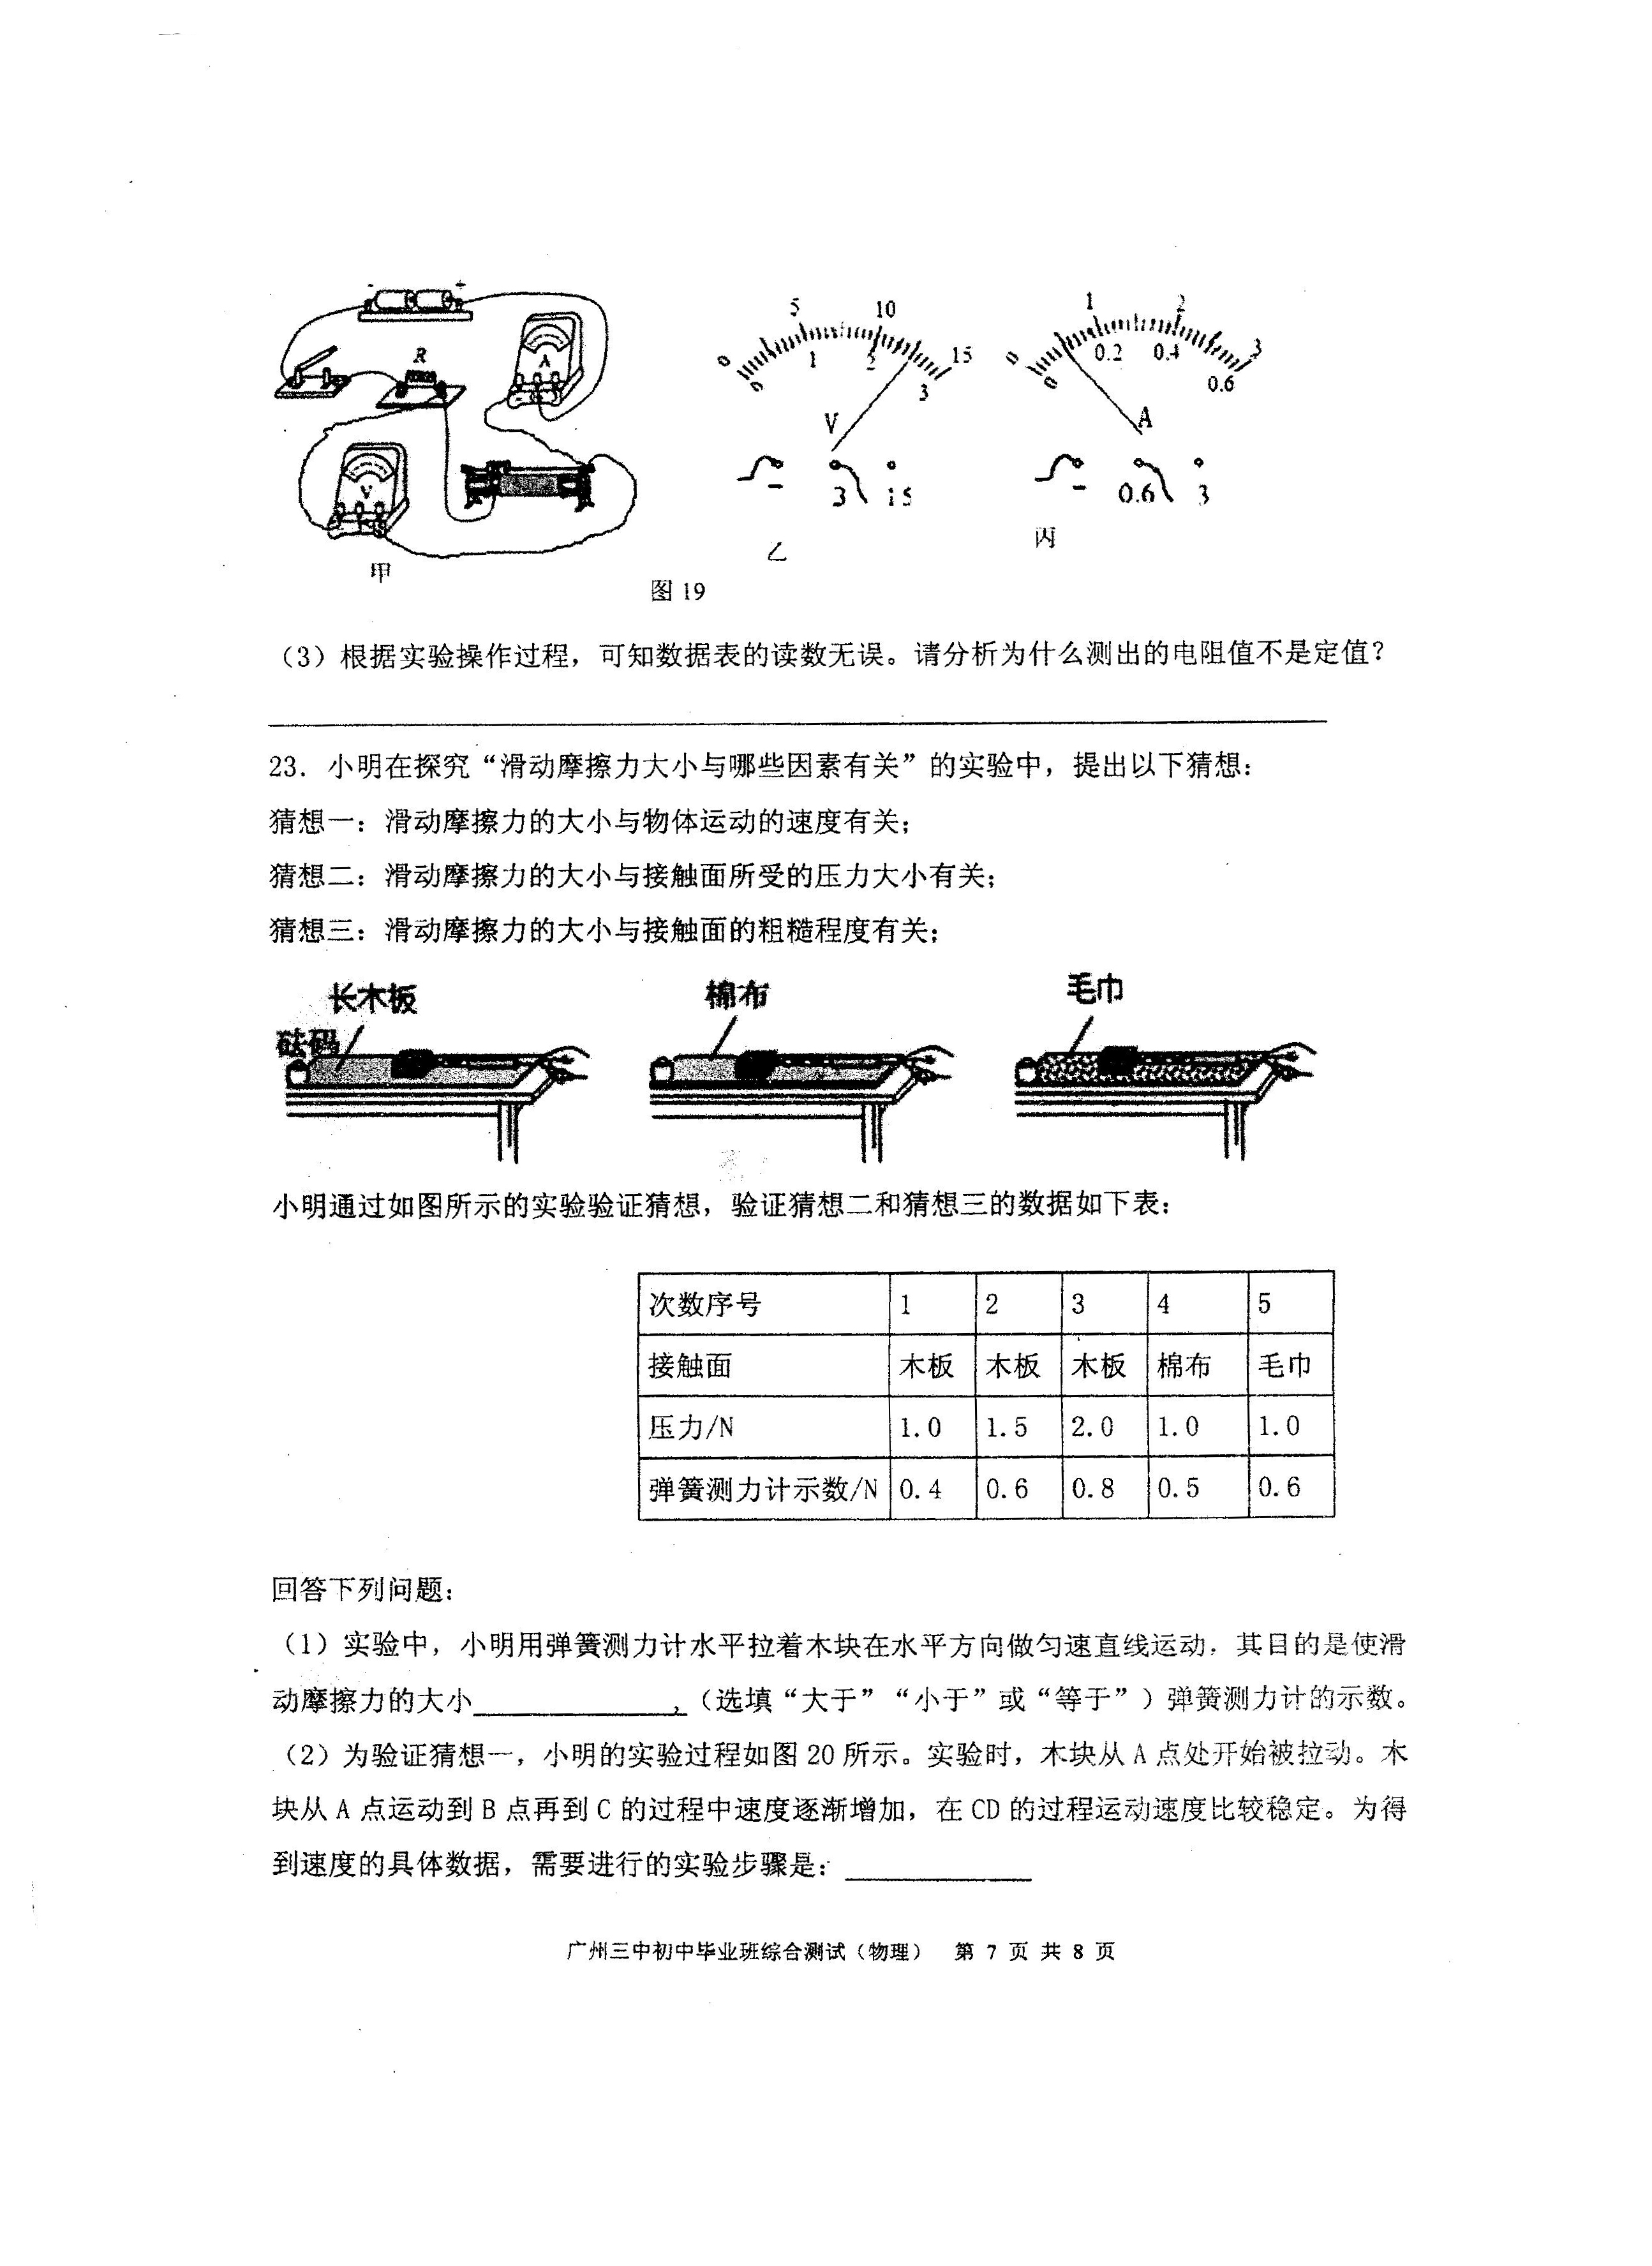 - +
R
A
V
甲
5 10
0 15
0 1 2 3
V
- 3 15
乙
1 2
0 3
0 0.2 0.4 0.6
A
- 0.6 3
丙
图 19
(3) 根据实验操作过程，可知数据表的读数无误。请分析为什么测出的电阻值不是定值？
23. 小明在探究“滑动摩擦力大小与哪些因素有关”的实验中，提出以下猜想：
猜想一：滑动摩擦力的大小与物体运动的速度有关；
猜想二：滑动摩擦力的大小与接触面所受的压力大小有关；
猜想三：滑动摩擦力的大小与接触面的粗糙程度有关；
长木板 棉布 毛巾
砝码
小明通过如图所示的实验验证猜想，验证猜想二和猜想三的数据如下表：
次数序号 1 2 3 4 5
接触面 木板 木板 木板 棉布 毛巾
压力/N 1.0 1.5 2.0 1.0 1.0
弹簧测力计示数/N 0.4 0.6 0.8 0.5 0.6
回答下列问题：
(1) 实验中，小明用弹簧测力计水平拉着木块在水平方向做匀速直线运动，其目的是使滑
动摩擦力的大小____________，(选填“大于”“小于”或“等于”) 弹簧测力计的示数。
(2) 为验证猜想一，小明的实验过程如图 20 所示。实验时，木块从 A 点处开始被拉动。木
块从 A 点运动到 B 点再到 C 的过程中速度逐渐增加，在 CD 的过程运动速度比较稳定。为得
到速度的具体数据，需要进行的实验步骤是：____________
广州三中初中毕业班综合测试（物理） 第 7 页 共 8 页